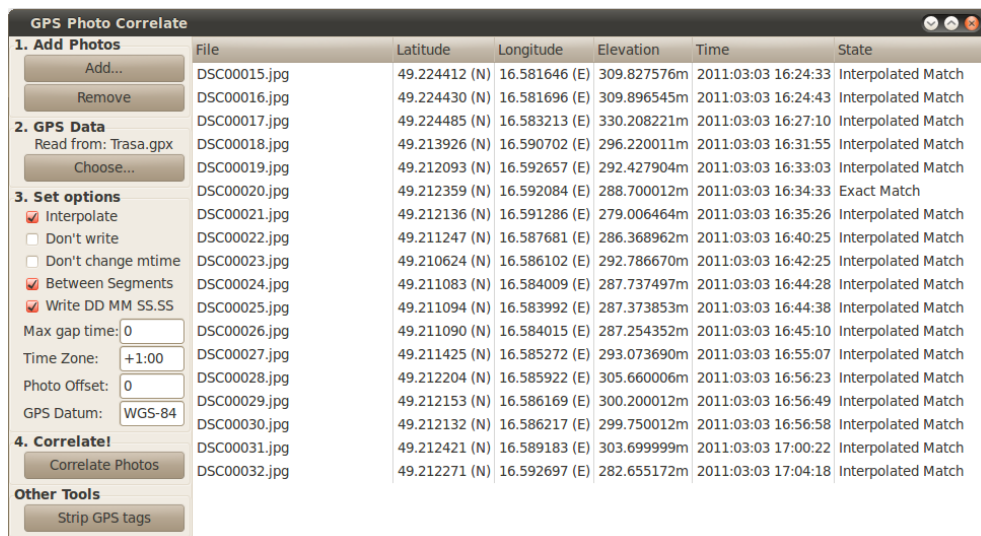 GPS Photo Correlate
1. Add Photos
Add...
Remove
2. GPS Data
Read from: Trasa.gpx
Choose...
3. Set options
Interpolate
Don't write
Don't change mtime
Between Segments
Write DD MM SS.SS
Max gap time: 0
Time Zone: +1:00
Photo Offset: 0
GPS Datum: WGS-84
4. Correlate!
Correlate Photos
Other Tools
Strip GPS tags
File Latitude Longitude Elevation Time State
DSC00015.jpg 49.224412 (N) 16.581646 (E) 309.827576m 2011:03:03 16:24:33 Interpolated Match
DSC00016.jpg 49.224430 (N) 16.581696 (E) 309.896545m 2011:03:03 16:24:43 Interpolated Match
DSC00017.jpg 49.224485 (N) 16.583213 (E) 330.208221m 2011:03:03 16:27:10 Interpolated Match
DSC00018.jpg 49.213926 (N) 16.590702 (E) 296.220011m 2011:03:03 16:31:55 Interpolated Match
DSC00019.jpg 49.212093 (N) 16.592657 (E) 292.427904m 2011:03:03 16:33:03 Interpolated Match
DSC00020.jpg 49.212359 (N) 16.592084 (E) 288.700012m 2011:03:03 16:34:33 Exact Match
DSC00021.jpg 49.212136 (N) 16.591286 (E) 279.006464m 2011:03:03 16:35:26 Interpolated Match
DSC00022.jpg 49.211247 (N) 16.587681 (E) 286.368962m 2011:03:03 16:40:25 Interpolated Match
DSC00023.jpg 49.210624 (N) 16.586102 (E) 292.786670m 2011:03:03 16:42:25 Interpolated Match
DSC00024.jpg 49.211083 (N) 16.584009 (E) 287.737497m 2011:03:03 16:44:28 Interpolated Match
DSC00025.jpg 49.211094 (N) 16.583992 (E) 287.373853m 2011:03:03 16:44:38 Interpolated Match
DSC00026.jpg 49.211090 (N) 16.584015 (E) 287.254352m 2011:03:03 16:45:10 Interpolated Match
DSC00027.jpg 49.211425 (N) 16.585272 (E) 293.073690m 2011:03:03 16:55:07 Interpolated Match
DSC00028.jpg 49.212204 (N) 16.585922 (E) 305.660006m 2011:03:03 16:56:23 Interpolated Match
DSC00029.jpg 49.212153 (N) 16.586169 (E) 300.200012m 2011:03:03 16:56:49 Interpolated Match
DSC00030.jpg 49.212132 (N) 16.586217 (E) 299.750012m 2011:03:03 16:56:58 Interpolated Match
DSC00031.jpg 49.212421 (N) 16.589183 (E) 303.699999m 2011:03:03 17:00:22 Interpolated Match
DSC00032.jpg 49.212271 (N) 16.592697 (E) 282.655172m 2011:03:03 17:04:18 Interpolated Match